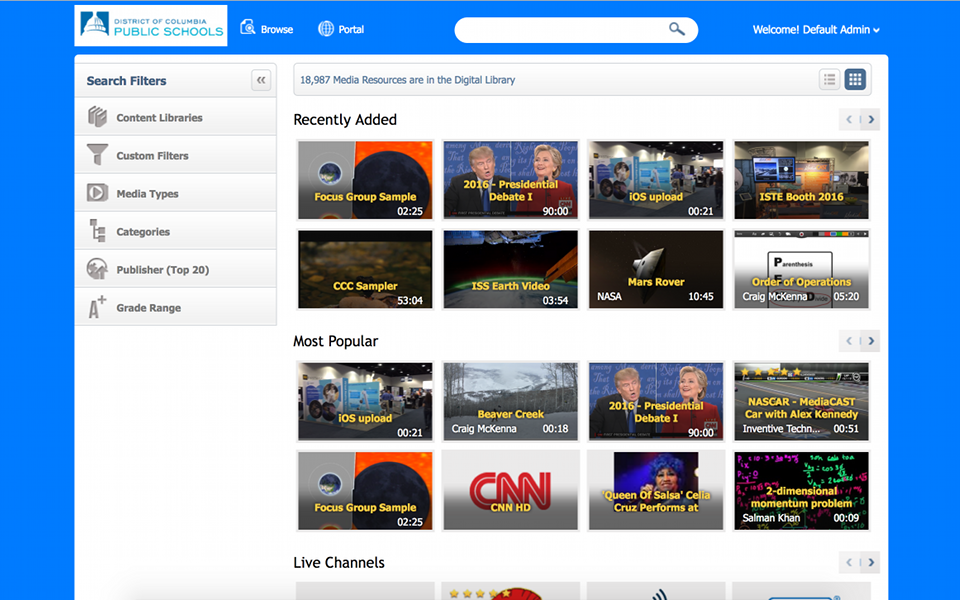 DISTRICT OF COLUMBIA
PUBLIC SCHOOLS
Browse
Portal
Welcome! Default Admin
Search Filters
«
Content Libraries
Custom Filters
Media Types
Categories
Publisher (Top 20)
Grade Range
18,987 Media Resources are in the Digital Library
Recently Added
Focus Group Sample
02:25
2016 - Presidential
Debate I
90:00
iOS upload
00:21
ISTE Booth 2016
CCC Sampler
53:04
ISS Earth Video
03:54
Mars Rover
NASA 10:45
Parenthesis
Order of Operations
Craig McKenna 05:20
Most Popular
iOS upload
00:21
Beaver Creek
Craig McKenna 00:18
2016 - Presidential
Debate I
90:00
NASCAR - MediaCAST
Car with Alex Kennedy
Inventive Techn... 00:51
Focus Group Sample
02:25
CNN
CNN HD
'Queen Of Salsa' Celia
Cruz Performs at
2-dimensional
momentum problem
Salman Khan 00:09
Live Channels